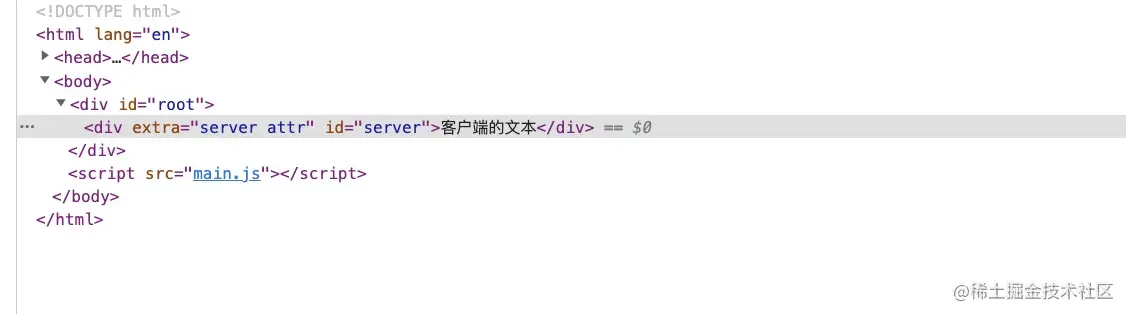 <!DOCTYPE html>
<html lang="en">
<head>…</head>
<body>
<div id="root">
<div extra="server attr" id="server">客户端的文本</div> == $0
</div>
<script src="main.js"></script>
</body>
</html>
@稀土掘金技术社区